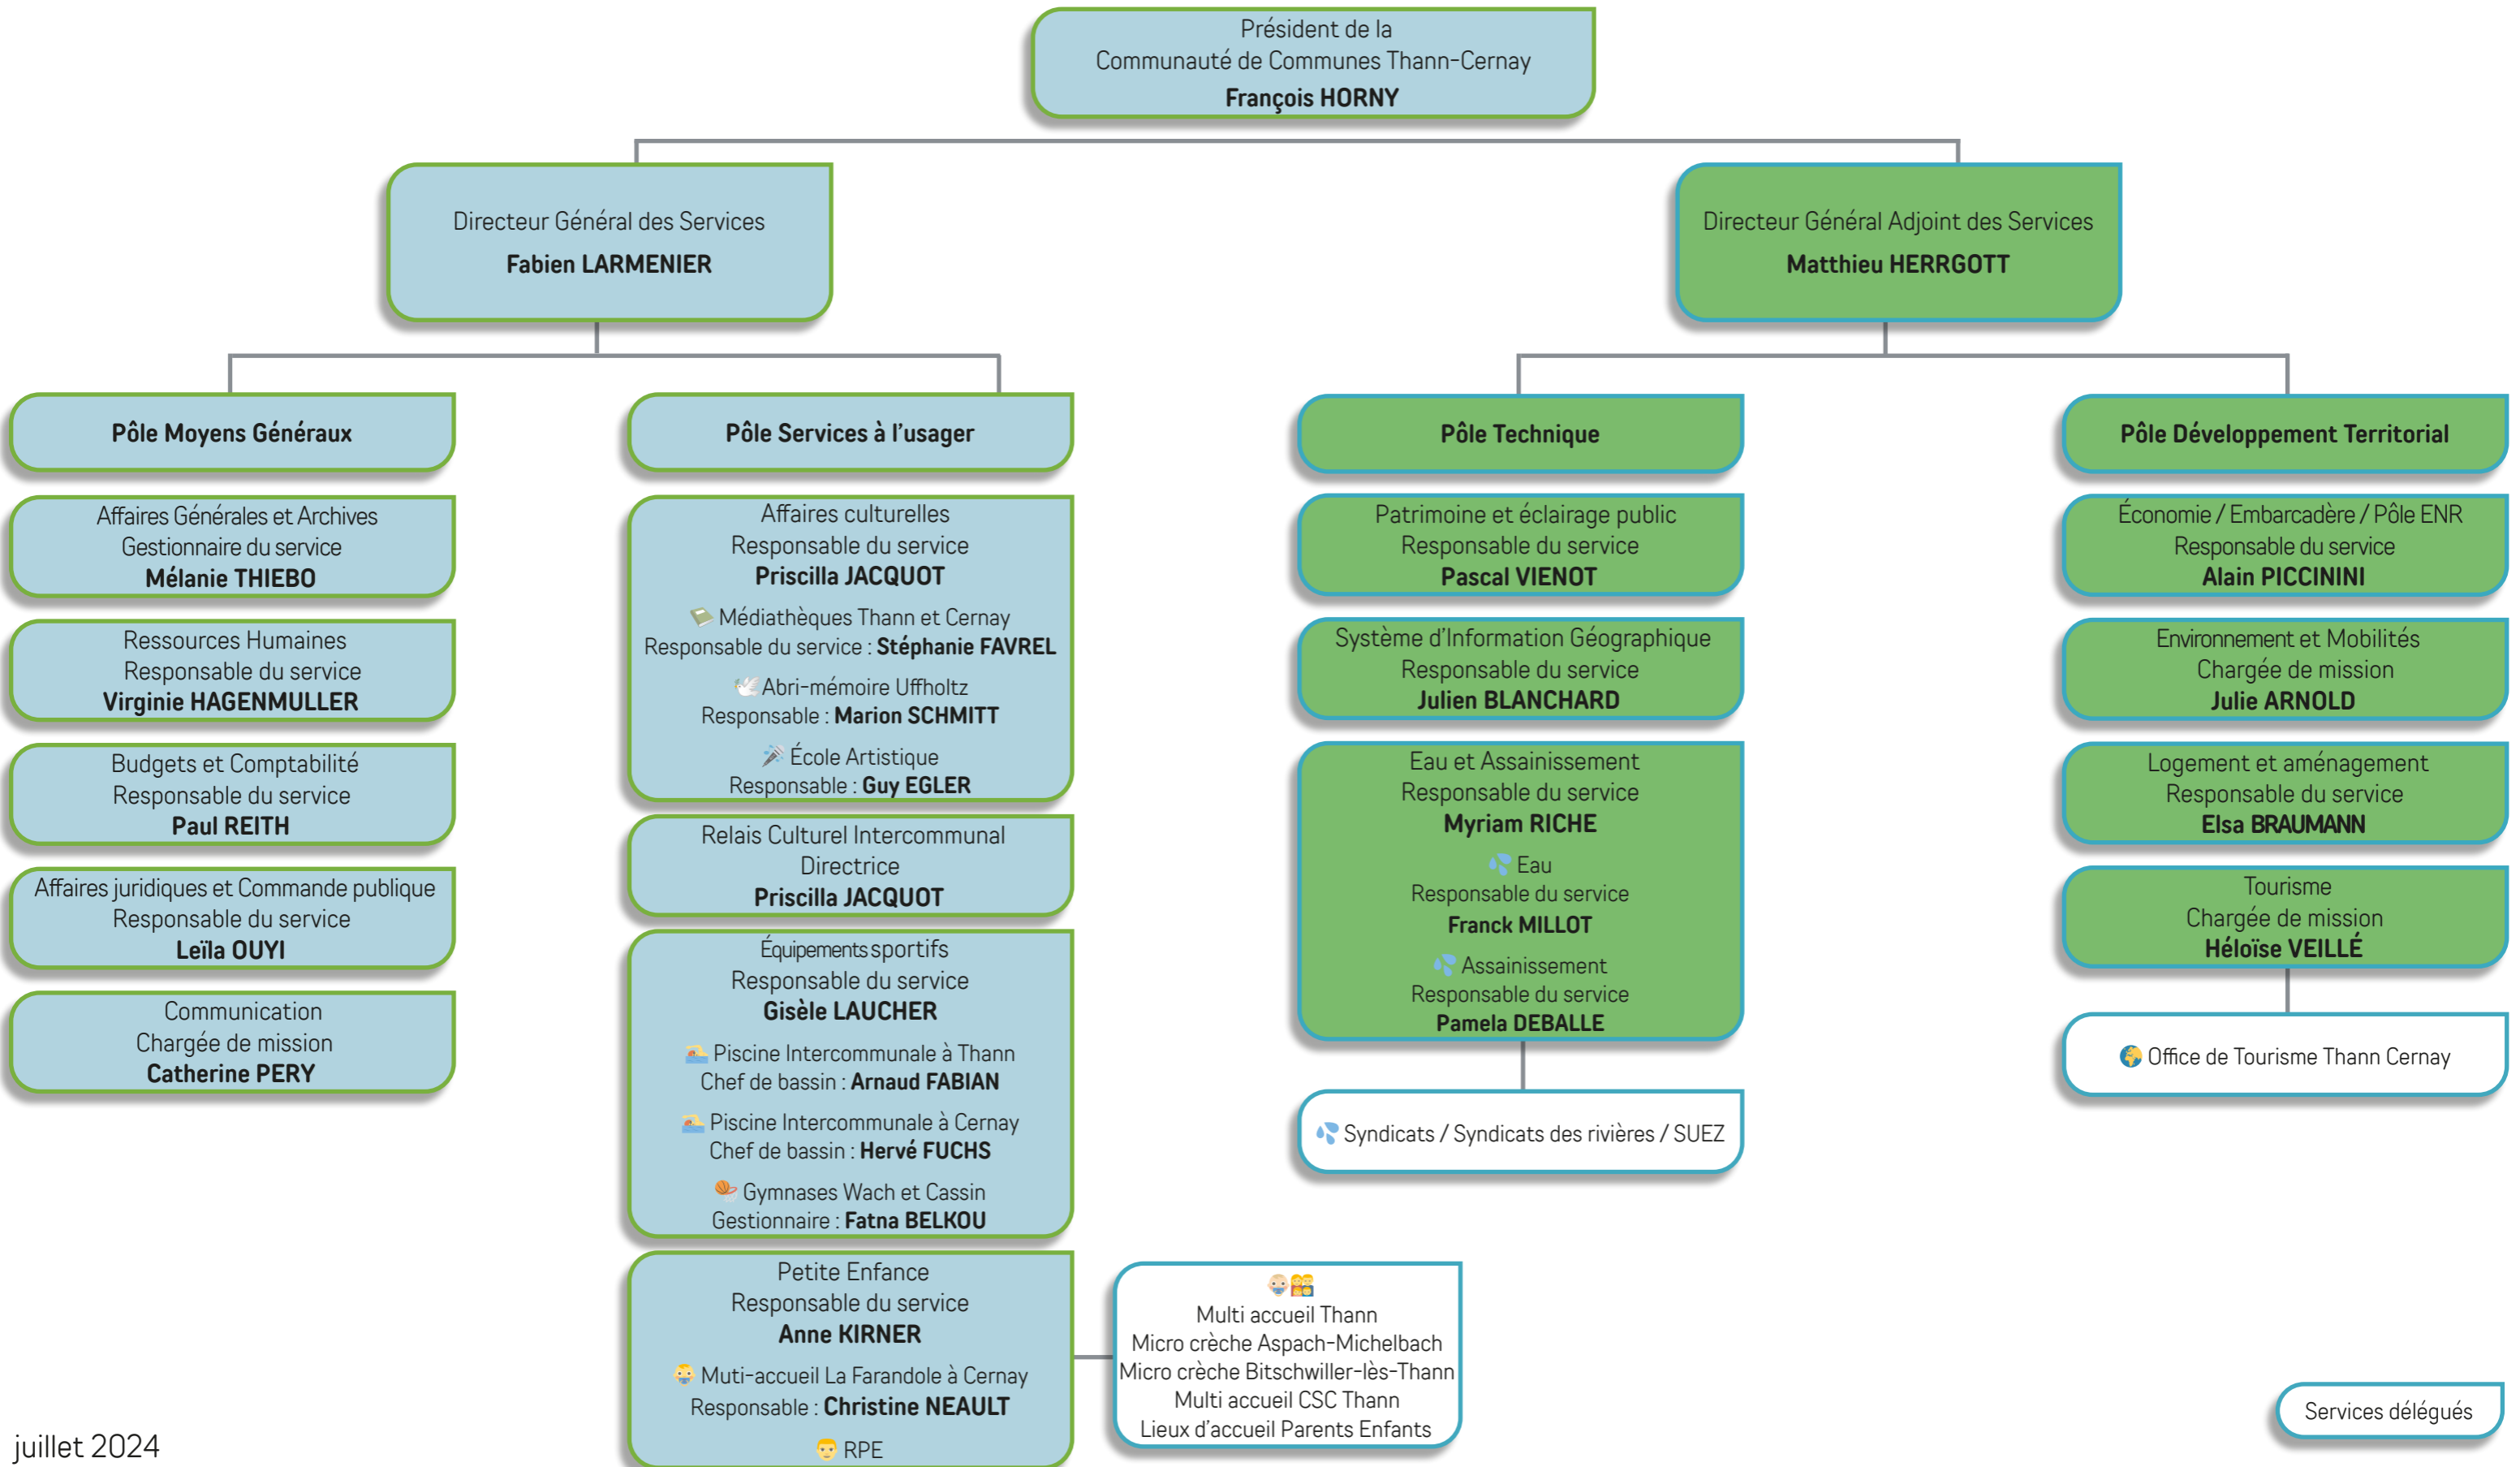 Président de la
Communauté de Communes Thann-Cernay
François HORNY
Directeur Général des Services
Fabien LARMENIER
Directeur Général Adjoint des Services
Matthieu HERRGOTT
Pôle Moyens Généraux
Affaires Générales et Archives
Gestionnaire du service
Mélanie THIEBO
Ressources Humaines
Responsable du service
Virginie HAGENMULLER
Budgets et Comptabilité
Responsable du service
Paul REITH
Affaires juridiques et Commande publique
Responsable du service
Leïla OUYI
Communication
Chargée de mission
Catherine PERY
Pôle Services à l'usager
Affaires culturelles
Responsable du service
Priscilla JACQUOT
Médiathèques Thann et Cernay
Responsable du service : Stéphanie FAVREL
Abri-mémoire Uffholtz
Responsable : Marion SCHMITT
École Artistique
Responsable : Guy EGLER
Relais Culturel Intercommunal
Directrice
Priscilla JACQUOT
Équipements sportifs
Responsable du service
Gisèle LAUCHER
Piscine Intercommunale à Thann
Chef de bassin : Arnaud FABIAN
Piscine Intercommunale à Cernay
Chef de bassin : Hervé FUCHS
Gymnases Wach et Cassin
Gestionnaire : Fatna BELKOU
Petite Enfance
Responsable du service
Anne KIRNER
Muti-accueil La Farandole à Cernay
Responsable : Christine NEAULT
RPE
Multi accueil Thann
Micro crèche Aspach-Michelbach
Micro crèche Bitschwiller-lès-Thann
Multi accueil CSC Thann
Lieux d'accueil Parents Enfants
Pôle Technique
Patrimoine et éclairage public
Responsable du service
Pascal VIENOT
Système d'Information Géographique
Responsable du service
Julien BLANCHARD
Eau et Assainissement
Responsable du service
Myriam RICHE
Eau
Responsable du service
Franck MILLOT
Assainissement
Responsable du service
Pamela DEBALLE
Syndicats / Syndicats des rivières / SUEZ
Pôle Développement Territorial
Économie / Embarcadère / Pôle ENR
Responsable du service
Alain PICCININI
Environnement et Mobilités
Chargée de mission
Julie ARNOLD
Logement et aménagement
Responsable du service
Elsa BRAUMANN
Tourisme
Chargée de mission
Héloïse VEILLÉ
Office de Tourisme Thann Cernay
Services délégués
juillet 2024